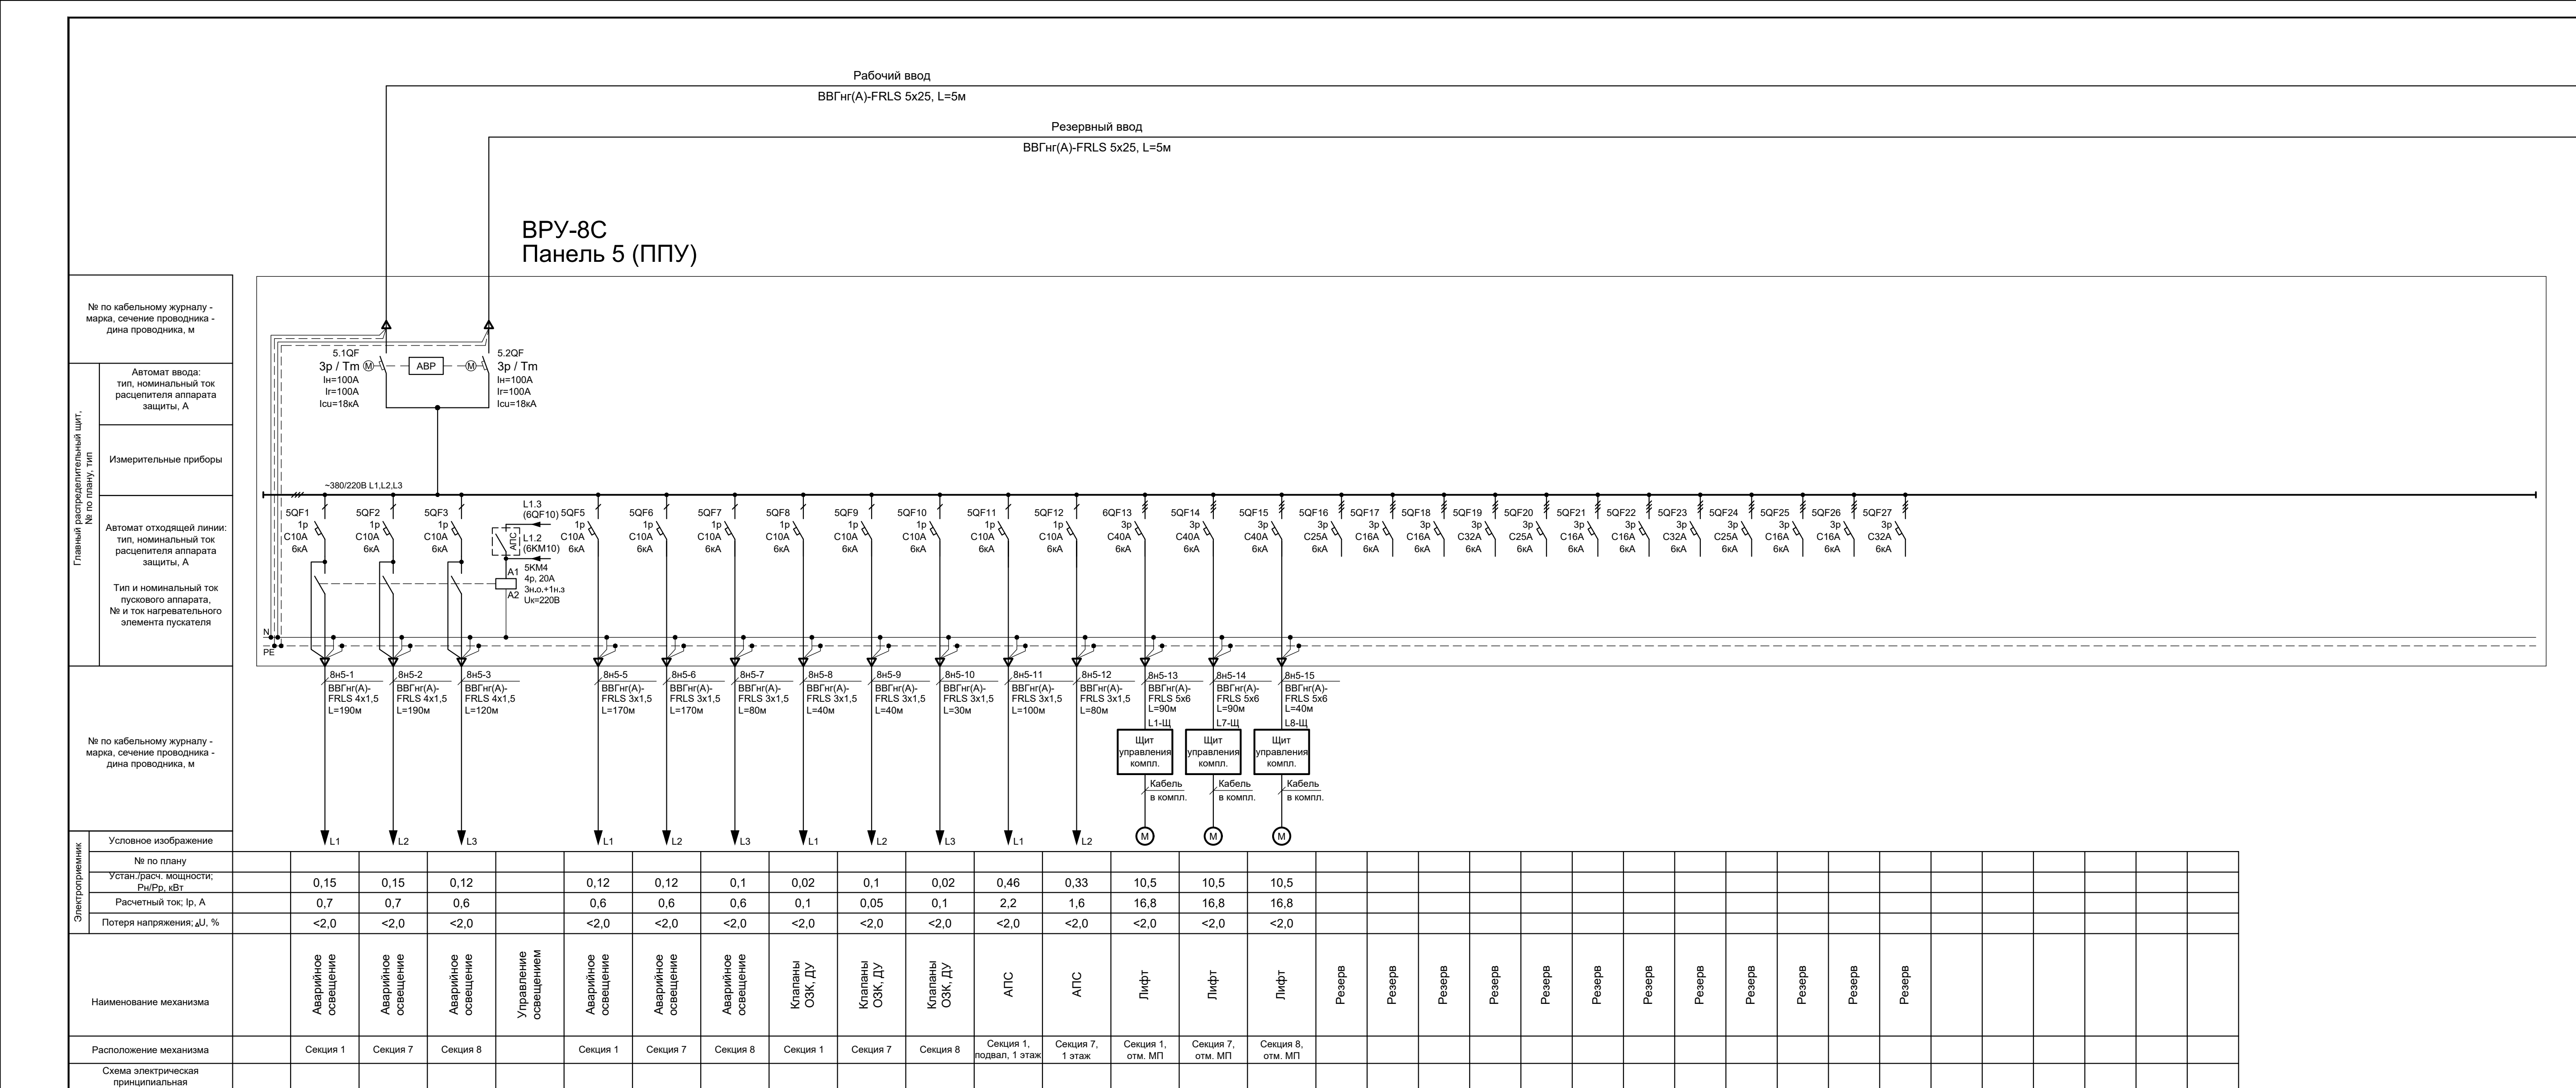 Рабочий ввод
ВВГнг(А)-FRLS 5х25, L=5м
Резервный ввод
ВВГнг(А)-FRLS 5х25, L=5м
ВРУ-8С
Панель 5 (ППУ)
№ по кабельному журналу -
марка, сечение проводника -
дина проводника, м
Главный распределительный щит,
№ по плану, тип
Автомат ввода:
тип, номинальный ток
расцепителя аппарата
защиты, А
Измерительные приборы
Автомат отходящей линии:
тип, номинальный ток
расцепителя аппарата
защиты, А
Тип и номинальный ток
пускового аппарата,
№ и ток нагревательного
элемента пускателя
5.1QF
3р / Tm
Iн=100А
Ir=100А
Icu=18кА
М
АВР
М
5.2QF
3р / Tm
Iн=100А
Ir=100А
Icu=18кА
~380/220В L1,L2,L3
5QF1
1р
C10А
6кА
5QF2
1р
C10А
6кА
5QF3
1р
C10А
6кА
L1.3
(6QF10)
АПС
L1.2
(6KM10)
A1
A2
5KM4
4р, 20А
3н.о.+1н.з
Uк=220В
5QF5
1р
C10А
6кА
5QF6
1р
C10А
6кА
5QF7
1р
C10А
6кА
5QF8
1р
C10А
6кА
5QF9
1р
C10А
6кА
5QF10
1р
C10А
6кА
5QF11
1р
C10А
6кА
5QF12
1р
C10А
6кА
6QF13
3р
C40А
6кА
5QF14
3р
C40А
6кА
5QF15
3р
C40А
6кА
5QF16
3р
C25А
6кА
5QF17
3р
C16А
6кА
5QF18
3р
C16А
6кА
5QF19
3р
C32А
6кА
5QF20
3р
C25А
6кА
5QF21
3р
C16А
6кА
5QF22
3р
C16А
6кА
5QF23
3р
C32А
6кА
5QF24
3р
C25А
6кА
5QF25
3р
C16А
6кА
5QF26
3р
C16А
6кА
5QF27
3р
C32А
6кА
N
PE
№ по кабельному журналу -
марка, сечение проводника -
дина проводника, м
8н5-1
ВВГнг(А)-
FRLS 4х1,5
L=190м
8н5-2
ВВГнг(А)-
FRLS 4х1,5
L=190м
8н5-3
ВВГнг(А)-
FRLS 4х1,5
L=120м
8н5-5
ВВГнг(А)-
FRLS 3х1,5
L=170м
8н5-6
ВВГнг(А)-
FRLS 3х1,5
L=170м
8н5-7
ВВГнг(А)-
FRLS 3х1,5
L=80м
8н5-8
ВВГнг(А)-
FRLS 3х1,5
L=40м
8н5-9
ВВГнг(А)-
FRLS 3х1,5
L=40м
8н5-10
ВВГнг(А)-
FRLS 3х1,5
L=30м
8н5-11
ВВГнг(А)-
FRLS 3х1,5
L=100м
8н5-12
ВВГнг(А)-
FRLS 3х1,5
L=80м
8н5-13
ВВГнг(А)-
FRLS 5х6
L=90м
L1-Щ
Щит
управления
компл.
Кабель
в компл.
М
8н5-14
ВВГнг(А)-
FRLS 5х6
L=90м
L7-Щ
Щит
управления
компл.
Кабель
в компл.
М
8н5-15
ВВГнг(А)-
FRLS 5х6
L=40м
L8-Щ
Щит
управления
компл.
Кабель
в компл.
М
Электроприемник
Условное изображение L1 L2 L3 L1 L2 L3 L1 L2 L3 L1 L2
№ по плану
Устан./расч. мощности;
Рн/Рр, кВт
0,15 0,15 0,12 0,12 0,12 0,1 0,02 0,1 0,02 0,46 0,33 10,5 10,5 10,5
Расчетный ток; Iр, А 0,7 0,7 0,6 0,6 0,6 0,6 0,1 0,05 0,1 2,2 1,6 16,8 16,8 16,8
Потеря напряжения; ΔU, % <2,0 <2,0 <2,0 <2,0 <2,0 <2,0 <2,0 <2,0 <2,0 <2,0 <2,0 <2,0 <2,0 <2,0
Наименование механизма
Аварийное
освещение
Аварийное
освещение
Аварийное
освещение
Управление
освещением
Аварийное
освещение
Аварийное
освещение
Аварийное
освещение
Клапаны
ОЗК, ДУ
Клапаны
ОЗК, ДУ
Клапаны
ОЗК, ДУ
АПС
АПС
Лифт
Лифт
Лифт
Резерв
Резерв
Резерв
Резерв
Резерв
Резерв
Резерв
Резерв
Резерв
Резерв
Резерв
Резерв
Расположение механизма
Секция 1
Секция 7
Секция 8
Секция 1
Секция 7
Секция 8
Секция 1
Секция 7
Секция 8
Секция 1,
подвал, 1 этаж
Секция 7,
1 этаж
Секция 1,
отм. МП
Секция 7,
отм. МП
Секция 8,
отм. МП
Схема электрическая
принципиальная